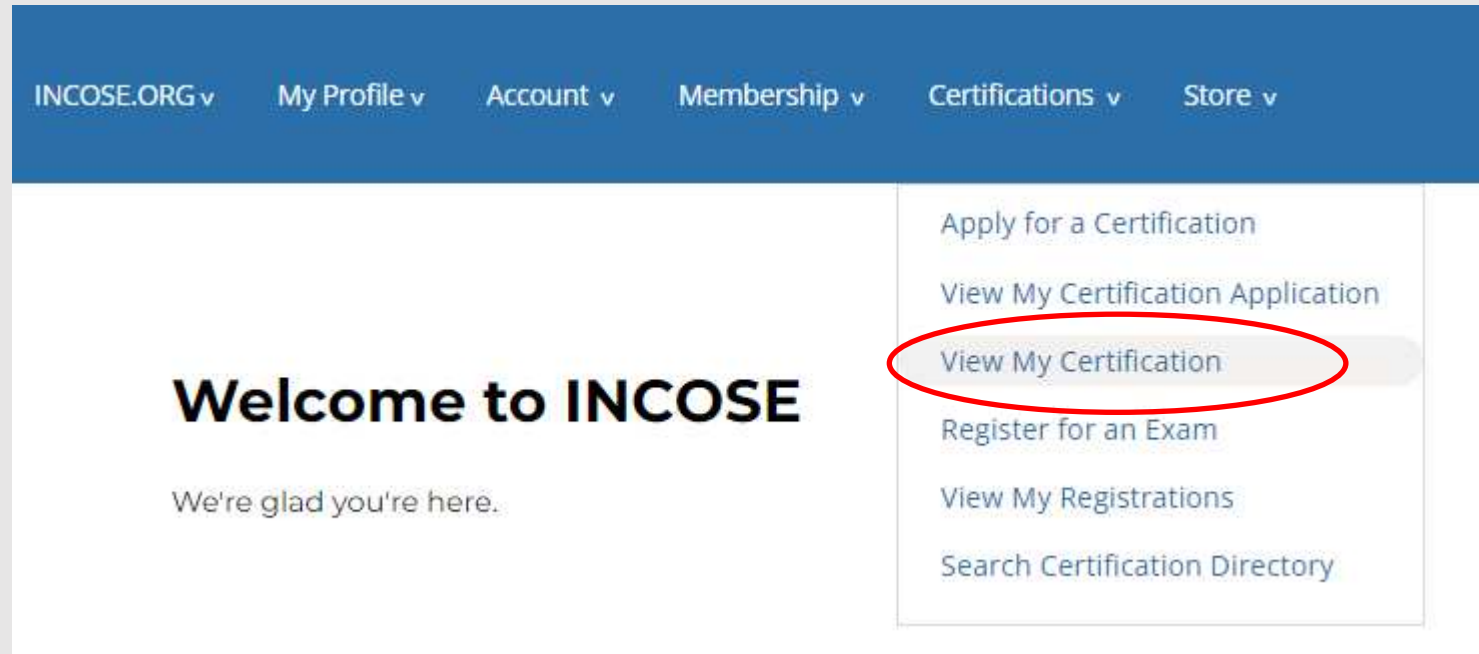 INCOSE.ORG v My Profile v Account v Membership v Certifications v Store v
Apply for a Certification
View My Certification Application
View My Certification
Register for an Exam
View My Registrations
Search Certification Directory
Welcome to INCOSE
We're glad you're here.